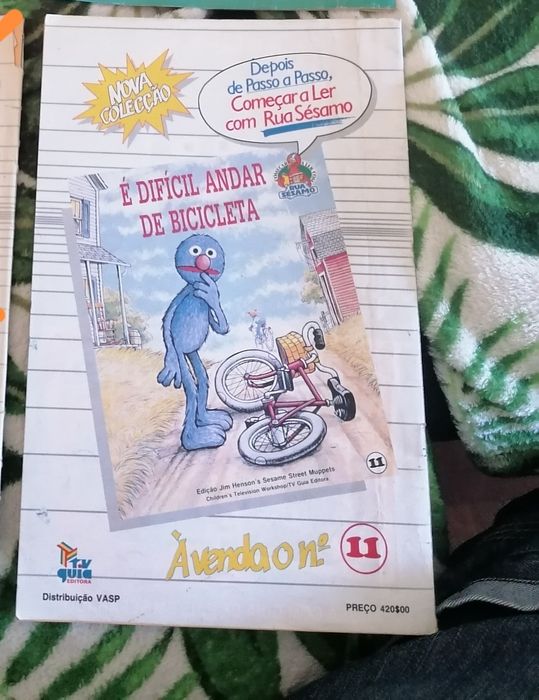 NOVA
COLECÇÃO
Depois
de Passo a Passo,
Começar a Ler
com Rua Sésamo
É DIFÍCIL ANDAR
DE BICICLETA
RUA
SÉSAMO
11
Edição Jim Henson's Sesame Street Muppets
Children's Television Workshop/TV Guia Editora
À venda o n.º 11
TV
guia
EDITORA
Distribuição VASP
PREÇO 420$00